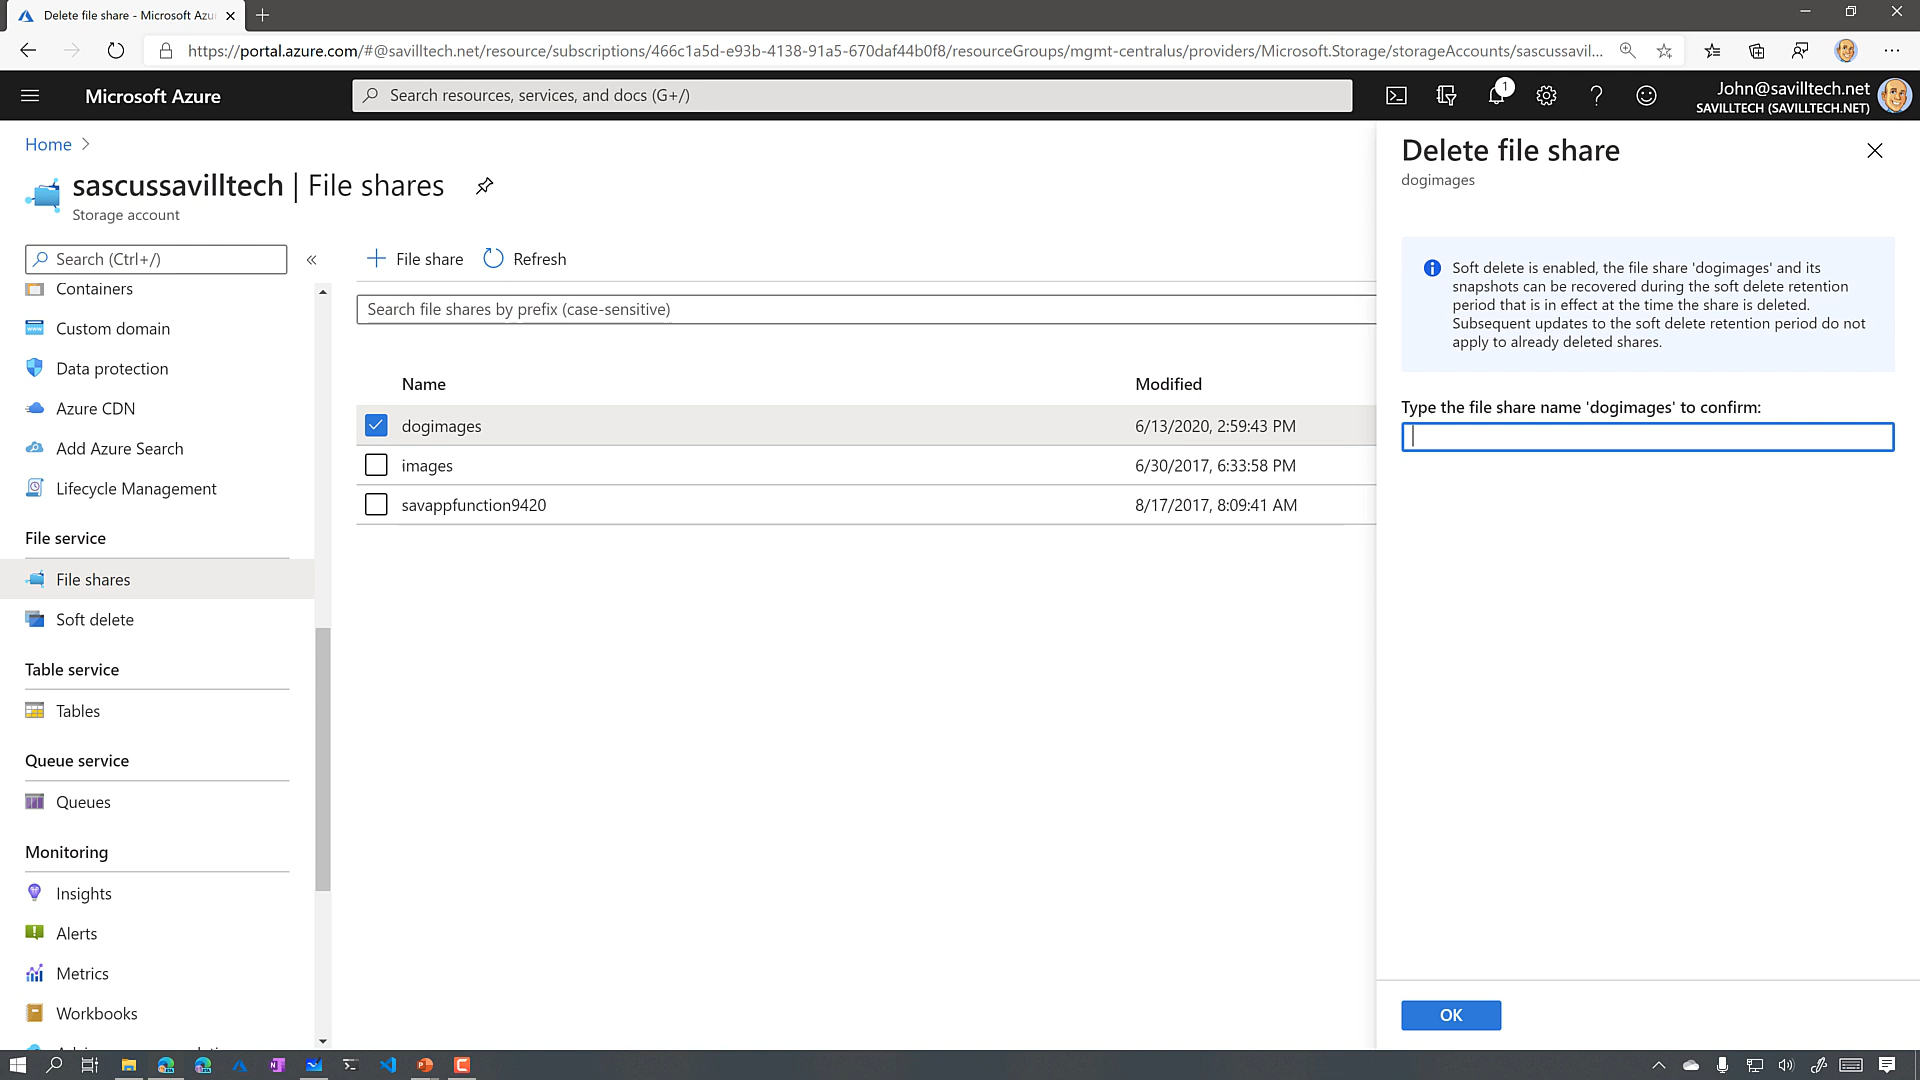 Delete file share - Microsoft Azu
https://portal.azure.com/#@savilltech.net/resource/subscriptions/466c1a5d-e93b-4138-91a5-670daf44b0f8/resourceGroups/mgmt-centralus/providers/Microsoft.Storage/storageAccounts/sascussavil...
Microsoft Azure
Search resources, services, and docs (G+/)
1
John@savilltech.net
SAVILLTECH (SAVILLTECH.NET)
Home
sascussavilltech | File shares
Storage account
Search (Ctrl+/)
Containers
Custom domain
Data protection
Azure CDN
Add Azure Search
Lifecycle Management
File service
File shares
Soft delete
Table service
Tables
Queue service
Queues
Monitoring
Insights
Alerts
Metrics
Workbooks
File share
Refresh
Search file shares by prefix (case-sensitive)
Name Modified
dogimages 6/13/2020, 2:59:43 PM
images 6/30/2017, 6:33:58 PM
savappfunction9420 8/17/2017, 8:09:41 AM
Delete file share
dogimages
Soft delete is enabled, the file share 'dogimages' and its
snapshots can be recovered during the soft delete retention
period that is in effect at the time the share is deleted.
Subsequent updates to the soft delete retention period do not
apply to already deleted shares.
Type the file share name 'dogimages' to confirm:
OK